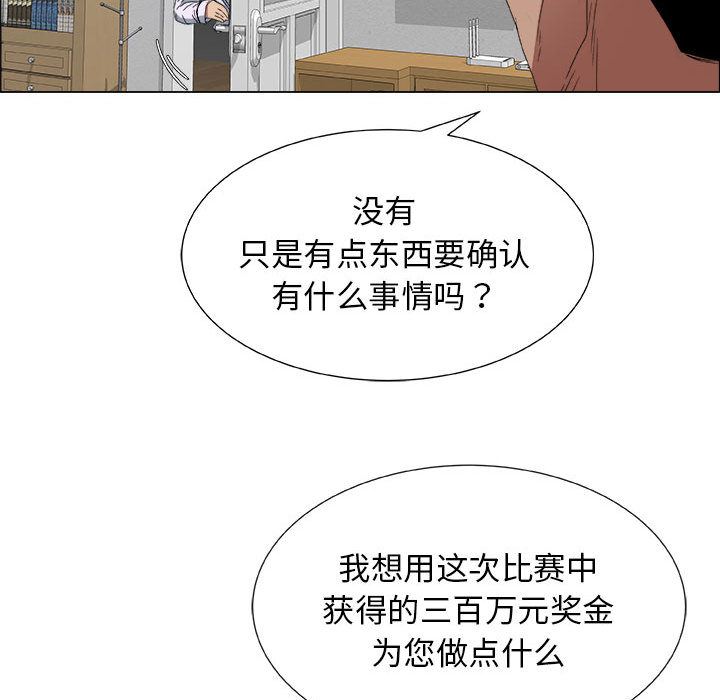 没有
只是有点东西要确认
有什么事情吗？
我想用这次比赛中
获得的三百万元奖金
为您做点什么